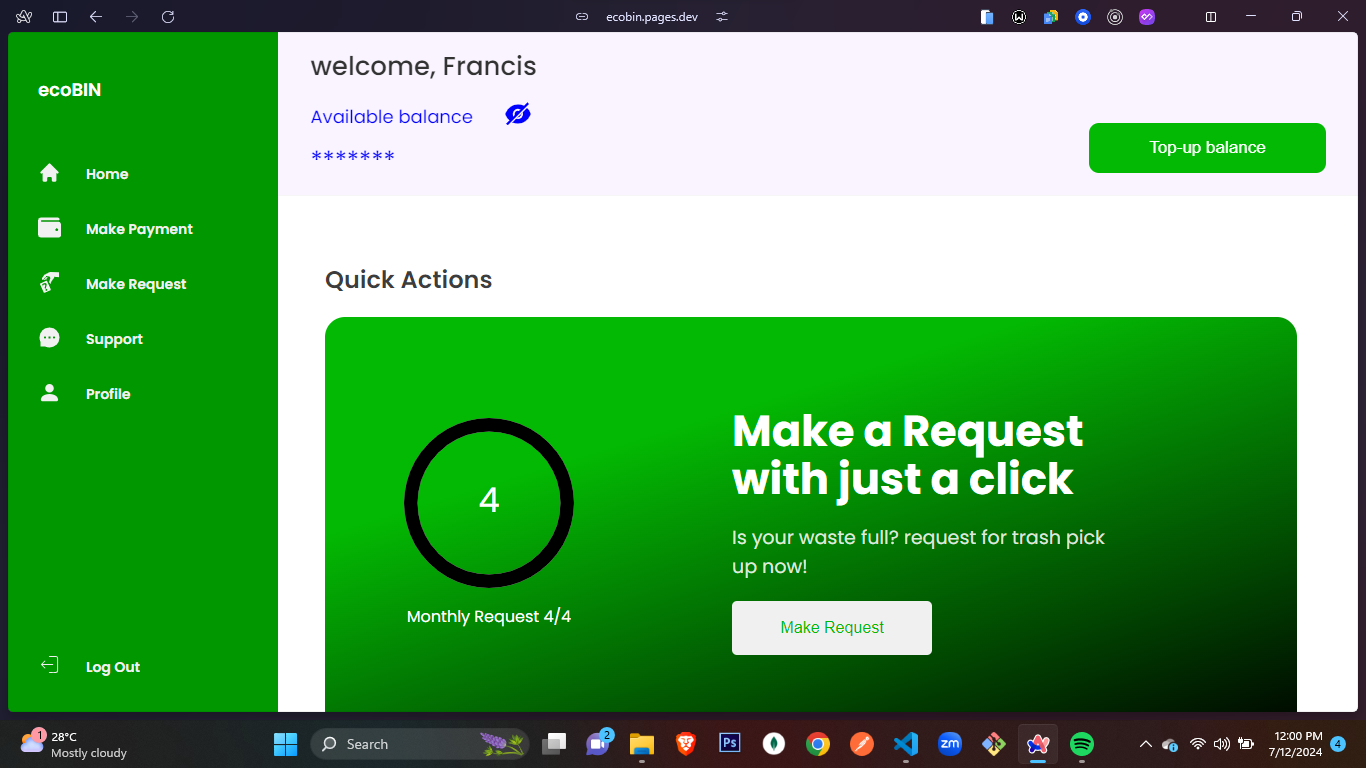 ecobin.pages.dev
ecoBIN
Home
Make Payment
Make Request
Support
Profile
Log Out
welcome, Francis
Available balance
*******
Top-up balance
Quick Actions
4
Monthly Request 4/4
Make a Request
with just a click
Is your waste full? request for trash pick
up now!
Make Request
1
28°C
Mostly cloudy
Search
2
Ps
zm
12:00 PM
7/12/2024
4